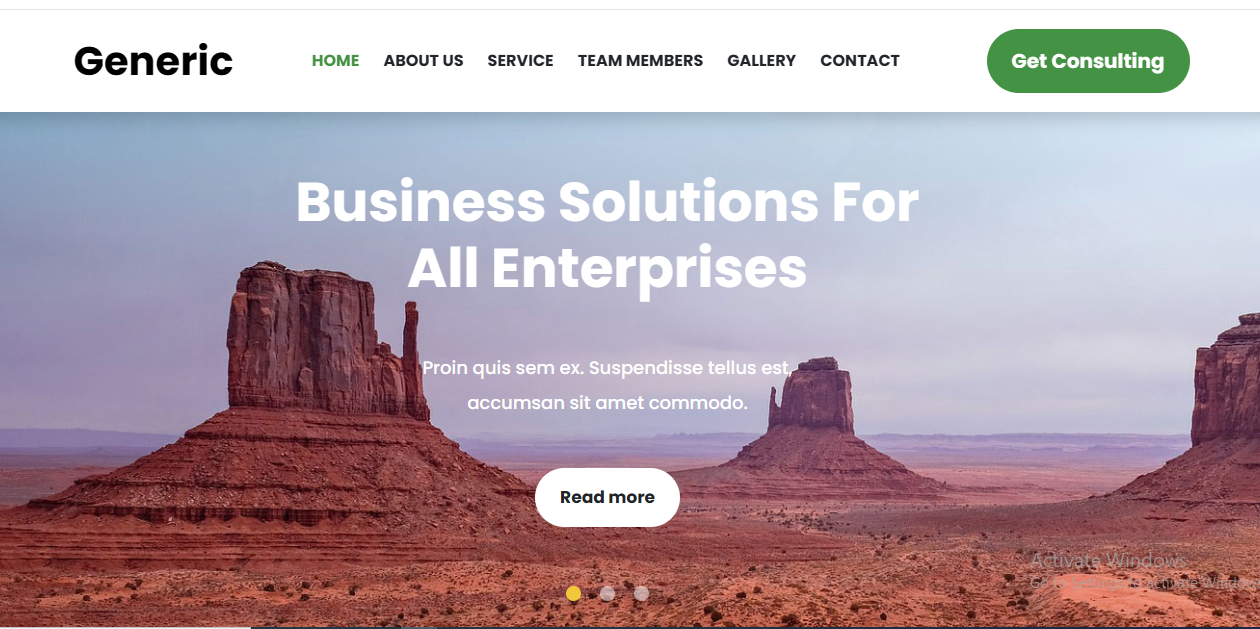 Generic
HOME ABOUT US SERVICE TEAM MEMBERS GALLERY CONTACT
Get Consulting
Business Solutions For
All Enterprises
Proin quis sem ex. Suspendisse tellus est,
accumsan sit amet commodo.
Read more
Activate Windows
Go to Settings to activate Windows